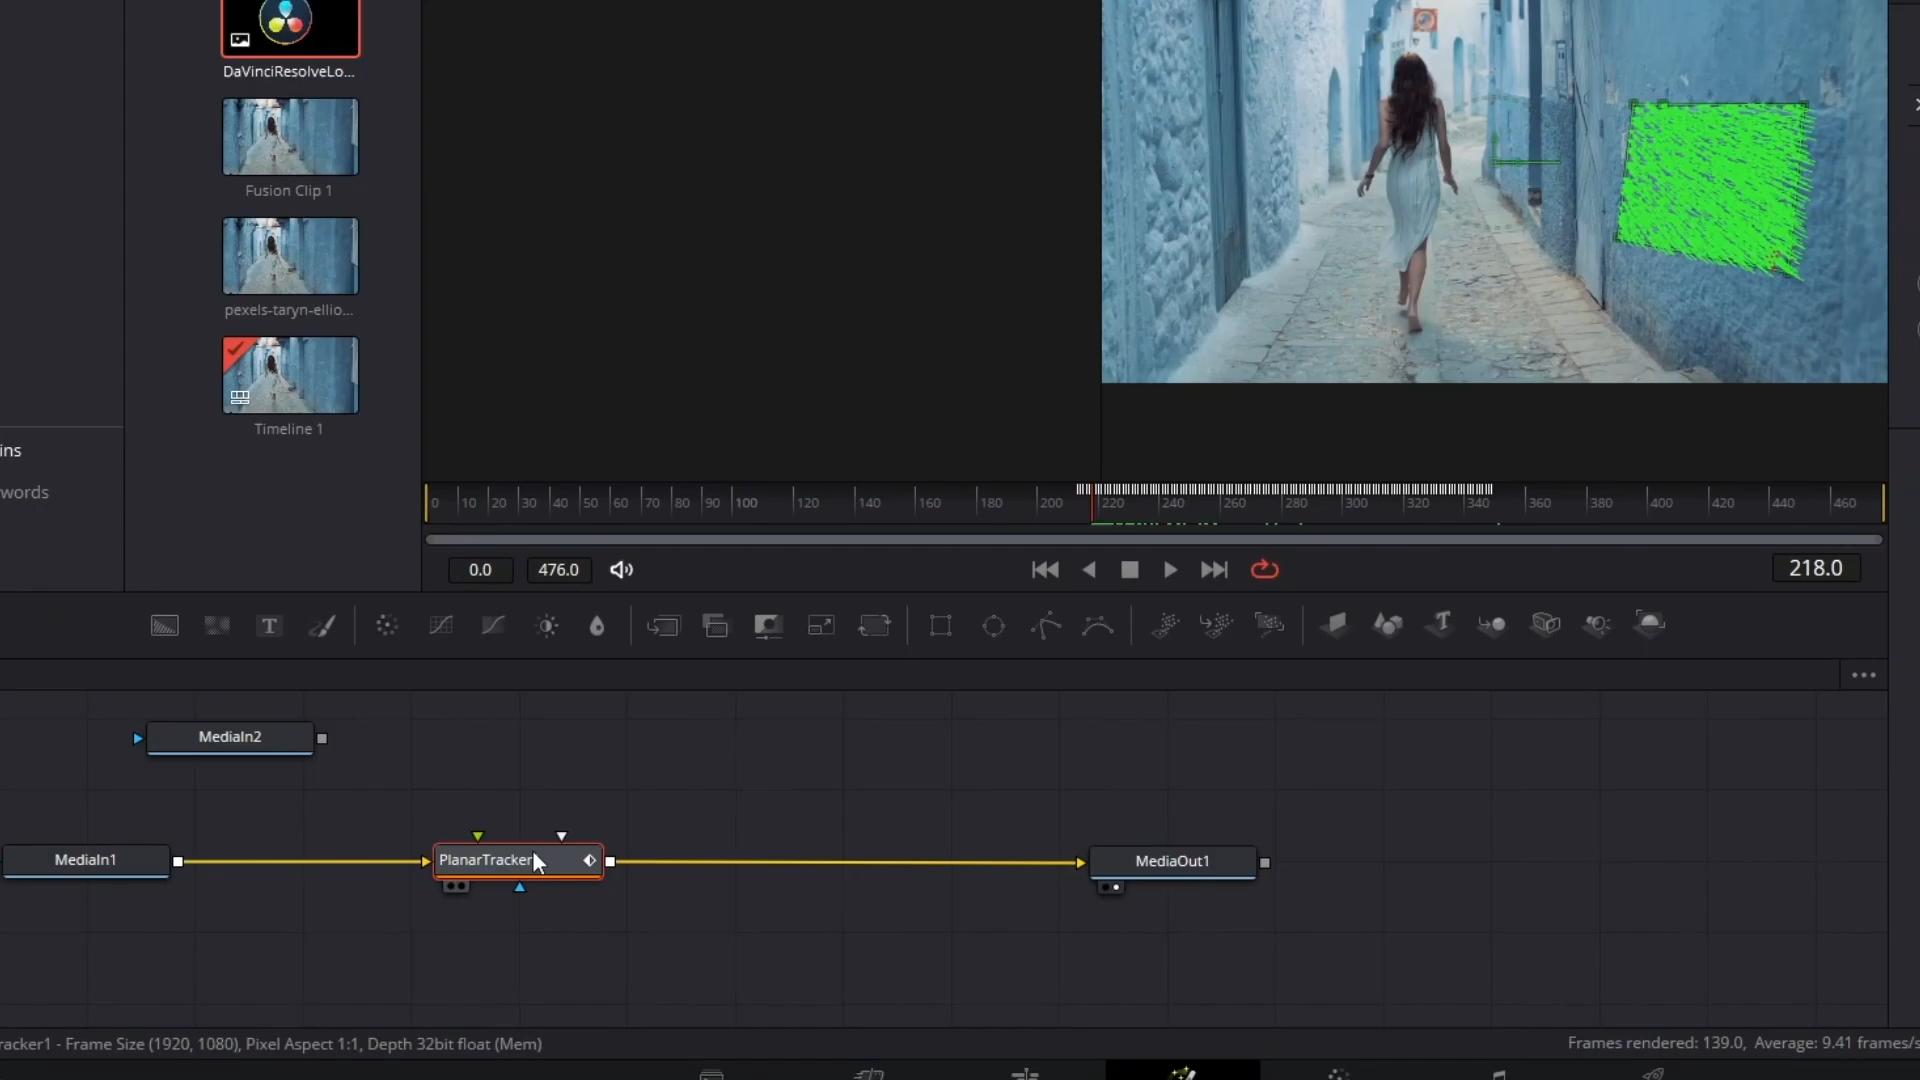 DaVinciResolveLo...
Fusion Clip 1
pexels-taryn-ellio...
Timeline 1
ins
words
0 10 20 30 40 50 60 70 80 90 100 120 140 160 180 200 220 240 260 280 300 320 340 360 380 400 420 440 460
0.0 476.0 218.0
T T
MediaIn2
MediaIn1 PlanarTracker MediaOut1
racker1 - Frame Size (1920, 1080), Pixel Aspect 1:1, Depth 32bit float (Mem)
Frames rendered: 139.0, Average: 9.41 frames/s